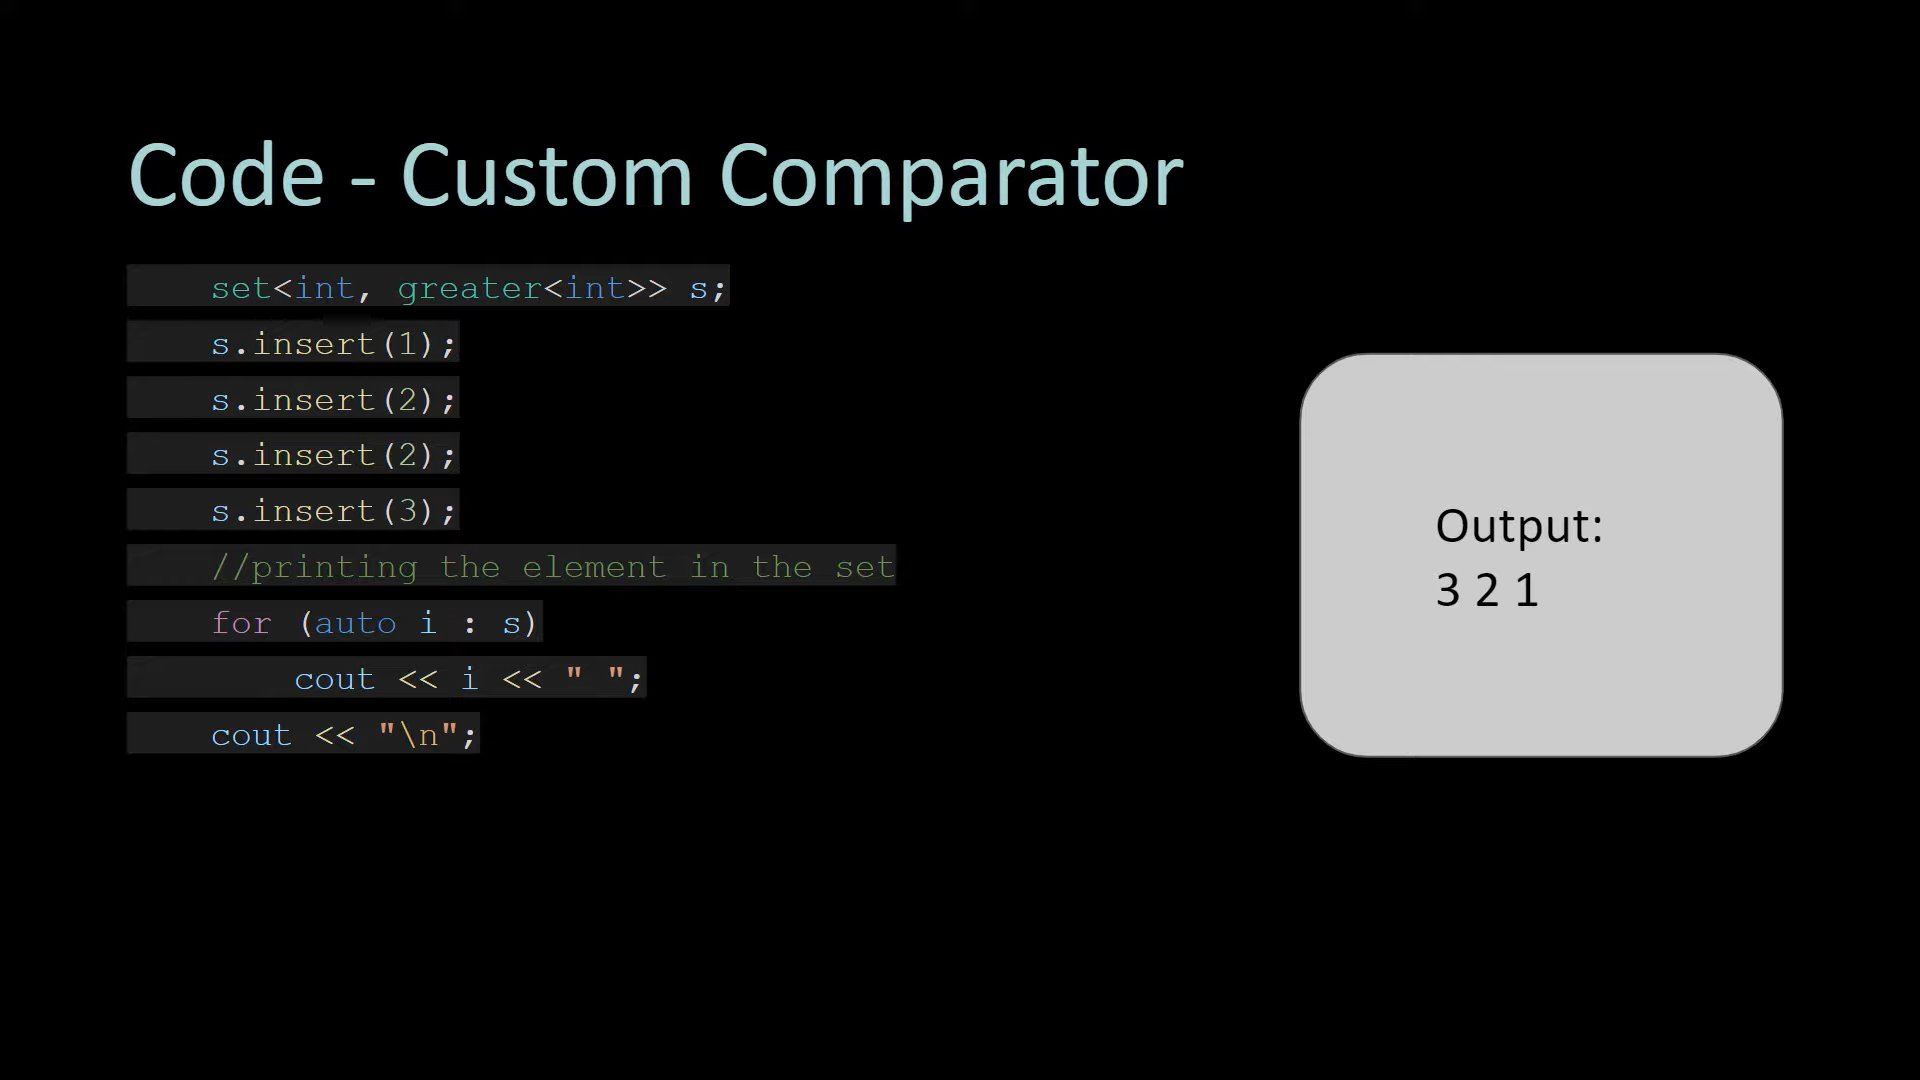 Code - Custom Comparator
set<int, greater<int>> s;
s.insert(1);
s.insert(2);
s.insert(2);
s.insert(3);
//printing the element in the set
for (auto i : s)
cout << i << " ";
cout << "\n";
Output:
3 2 1